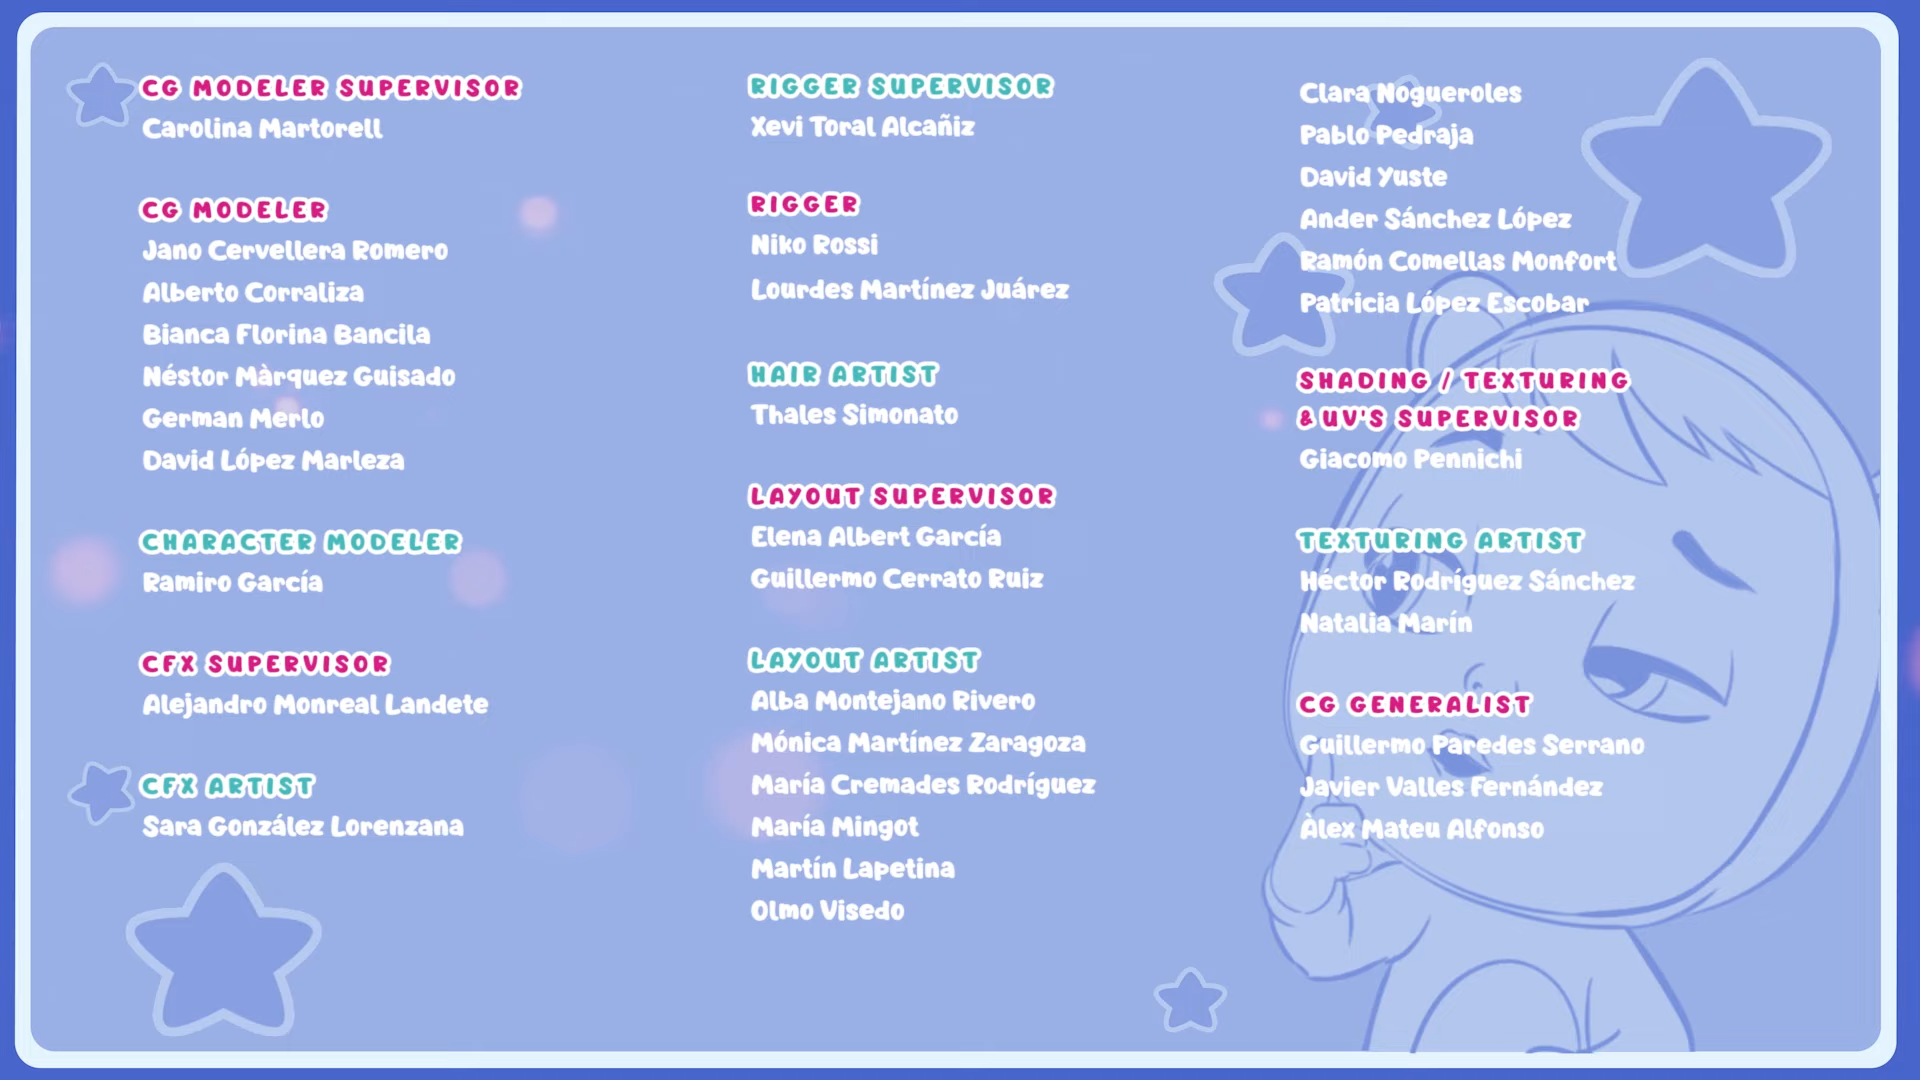 CG MODELER SUPERVISOR
Carolina Martorell
CG MODELER
Jano Cervellera Romero
Alberto Corraliza
Bianca Florina Bancila
Néstor Màrquez Guisado
German Merlo
David López Marleza
CHARACTER MODELER
Ramiro García
CFX SUPERVISOR
Alejandro Monreal Landete
CFX ARTIST
Sara González Lorenzana
RIGGER SUPERVISOR
Xevi Toral Alcañiz
RIGGER
Niko Rossi
Lourdes Martínez Juárez
HAIR ARTIST
Thales Simonato
LAYOUT SUPERVISOR
Elena Albert García
Guillermo Cerrato Ruiz
LAYOUT ARTIST
Alba Montejano Rivero
Mónica Martínez Zaragoza
María Cremades Rodríguez
María Mingot
Martín Lapetina
Olmo Visedo
Clara Nogueroles
Pablo Pedraja
David Yuste
Ander Sánchez López
Ramón Comellas Monfort
Patricia López Escobar
SHADING / TEXTURING
& UV'S SUPERVISOR
Giacomo Pennichi
TEXTURING ARTIST
Héctor Rodríguez Sánchez
Natalia Marín
CG GENERALIST
Guillermo Paredes Serrano
Javier Valles Fernández
Àlex Mateu Alfonso